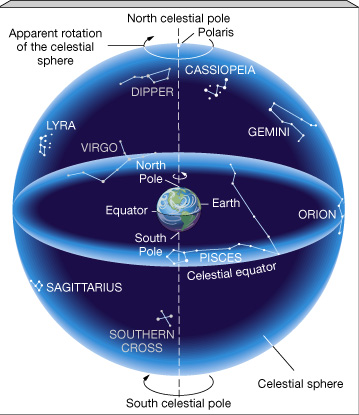 North celestial pole
Polaris
Apparent rotation
of the celestial
sphere
CASSIOPEIA
DIPPER
GEMINI
LYRA
VIRGO
North
Pole
Equator
Earth
ORION
South
Pole
PISCES
Celestial equator
SAGITTARIUS
SOUTHERN
CROSS
Celestial sphere
South celestial pole